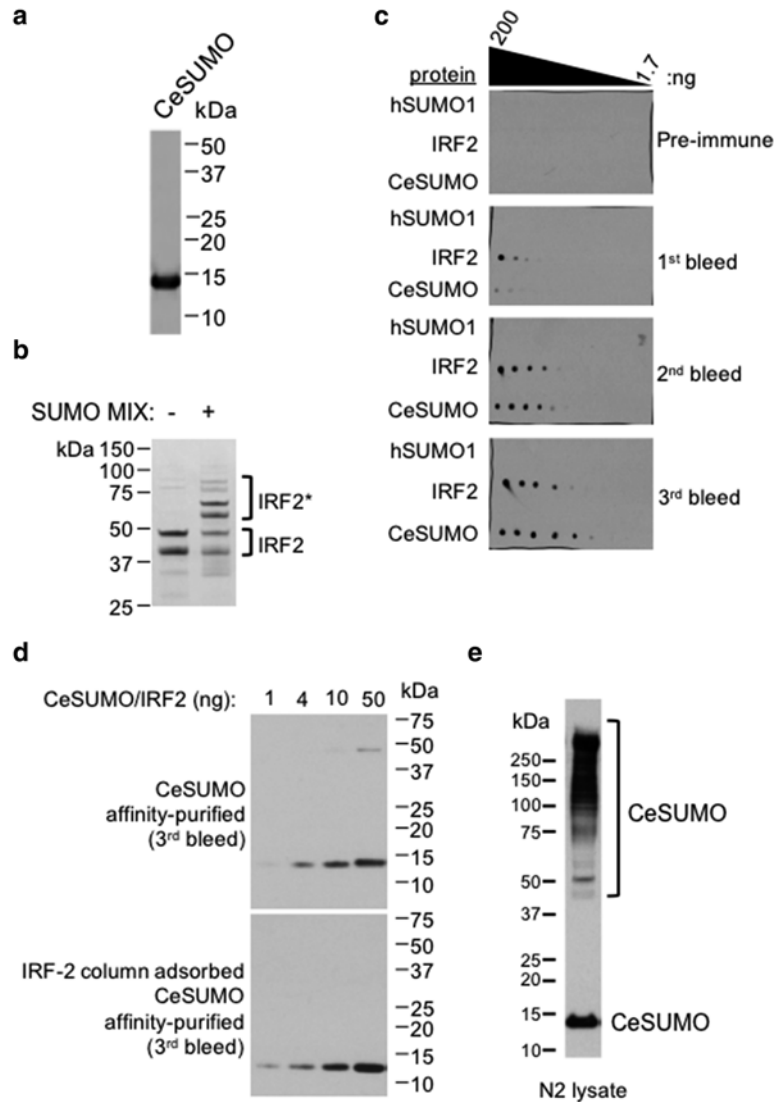 a
CeSUMO
kDa
50
37
25
20
15
10
b
SUMO MIX: - +
kDa
150
100
75
50
37
25
IRF2*
IRF2
c
200
1.7
:ng
protein
hSUMO1
IRF2
CeSUMO
Pre-immune
hSUMO1
IRF2
CeSUMO
1st bleed
hSUMO1
IRF2
CeSUMO
2nd bleed
hSUMO1
IRF2
CeSUMO
3rd bleed
d
CeSUMO/IRF2 (ng): 1 4 10 50
kDa
CeSUMO
affinity-purified
(3rd bleed)
75
50
37
25
20
15
10
IRF-2 column adsorbed
CeSUMO
affinity-purified
(3rd bleed)
75
50
37
25
20
15
10
e
kDa
250
150
100
75
50
37
25
20
15
10
CeSUMO
CeSUMO
N2 lysate